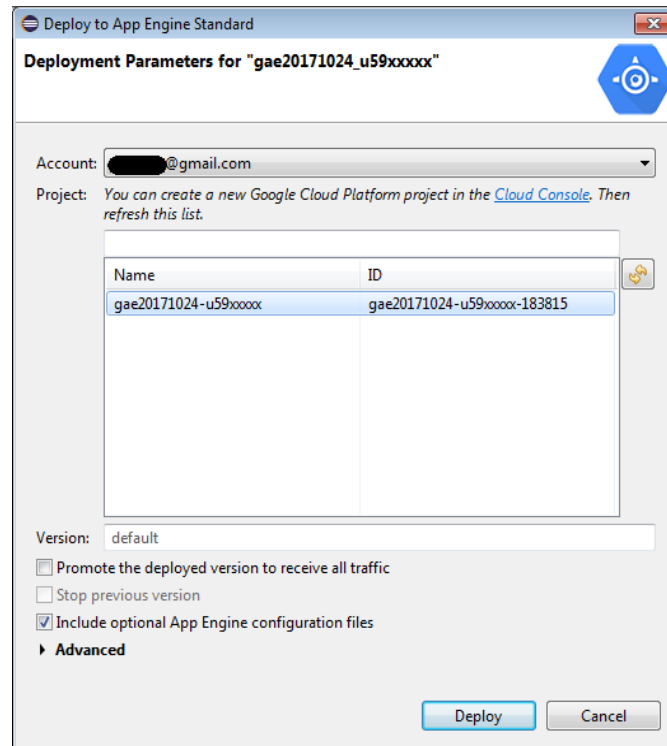 Deploy to App Engine Standard
Deployment Parameters for "gae20171024_u59xxxxx"
Account: @gmail.com
Project: You can create a new Google Cloud Platform project in the Cloud Console. Then
refresh this list.
Name ID
gae20171024-u59xxxxx gae20171024-u59xxxxx-183815
Version: default
Promote the deployed version to receive all traffic
Stop previous version
Include optional App Engine configuration files
Advanced
Deploy Cancel